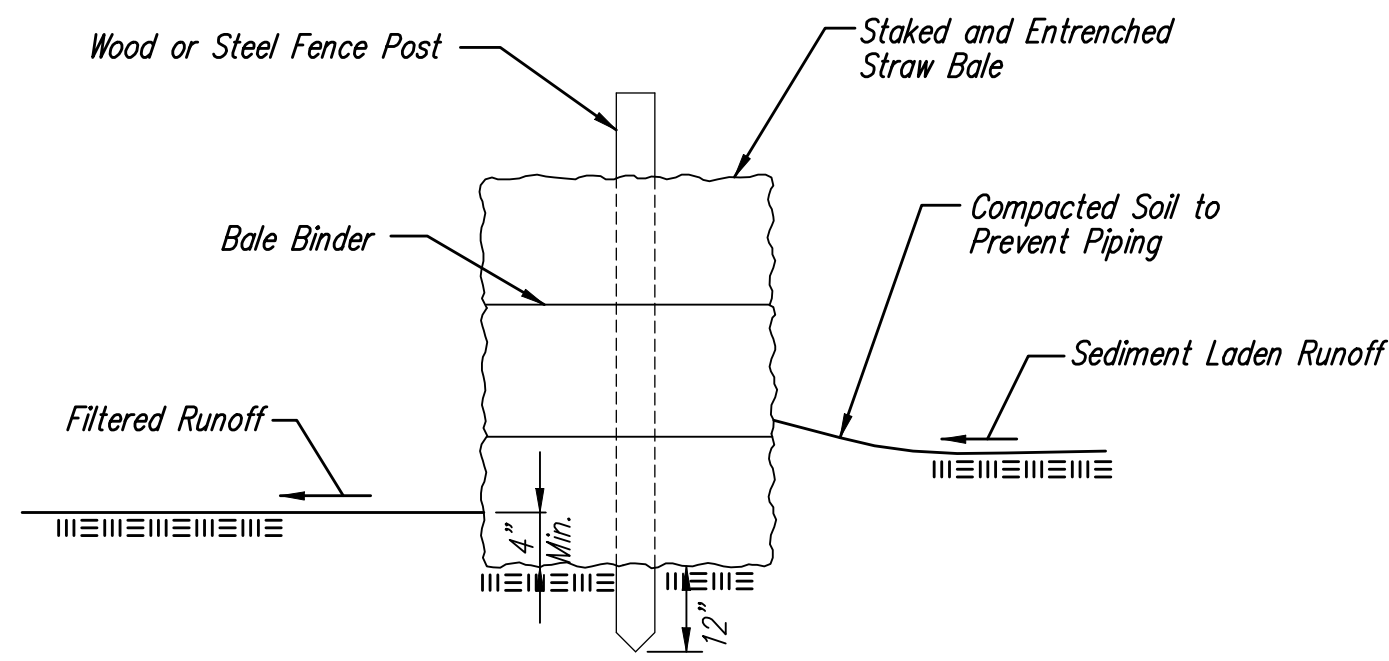 Wood or Steel Fence Post
Staked and Entrenched
Straw Bale
Bale Binder
Compacted Soil to
Prevent Piping
Sediment Laden Runoff
Filtered Runoff
4”
Min.
12”